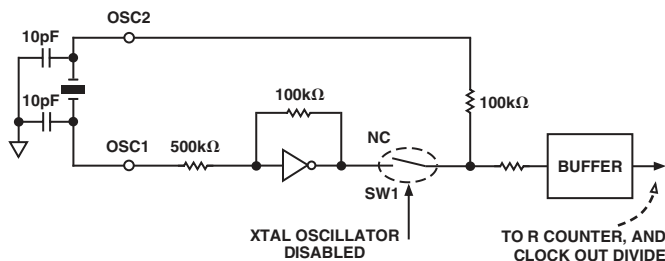 OSC2
10pF
10pF
OSC1
500kΩ
100kΩ
NC
SW1
100kΩ
BUFFER
XTAL OSCILLATOR
DISABLED
TO R COUNTER, AND
CLOCK OUT DIVIDE